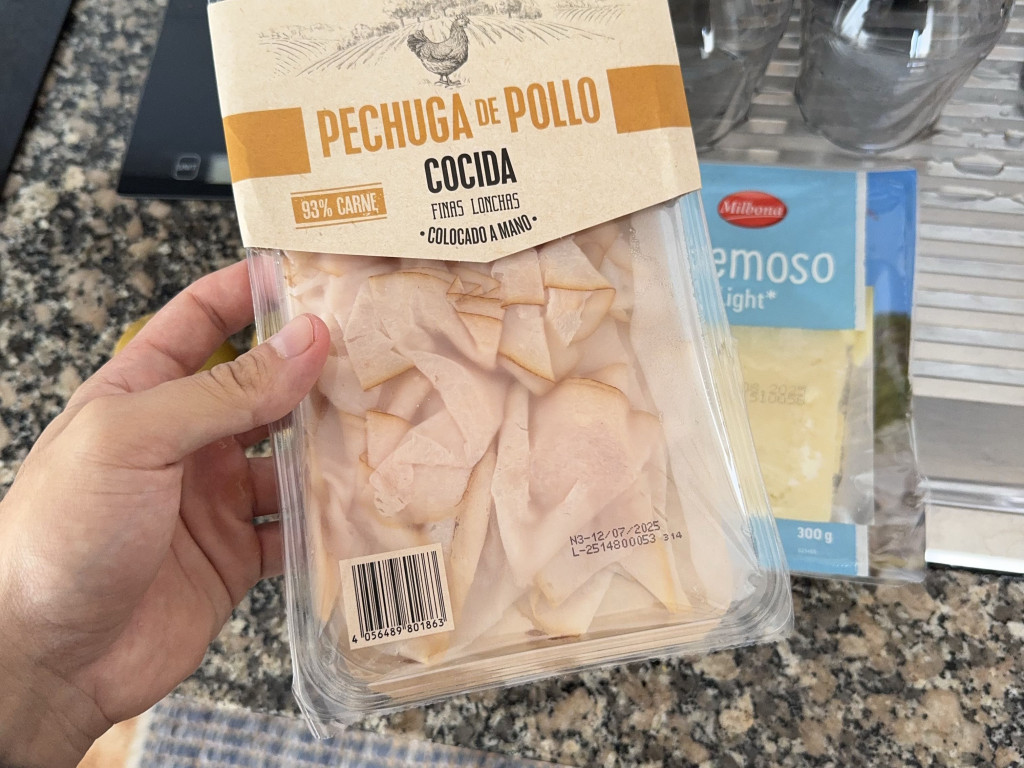 PECHUGA DE POLLO
COCIDA
93% CARNE
FINAS LONCHAS
• COLOCADO A MANO •
N3-12/07/2025
L-2514800053 314
4 056489 801863
Milbona
emoso
Light*
300 g